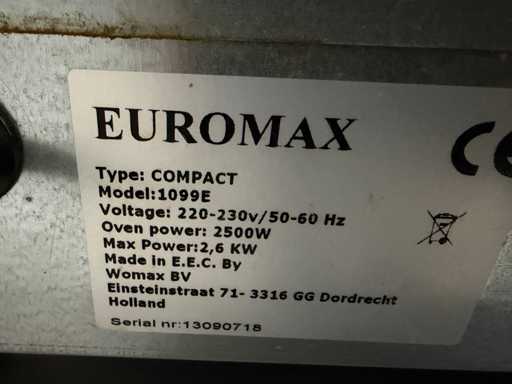 EUROMAX
CE
Type: COMPACT
Model:1099E
Voltage: 220-230v/50-60 Hz
Oven power: 2500W
Max Power:2,6 KW
Made in E.E.C. By
Womax BV
Einsteinstraat 71- 3316 GG Dordrecht
Holland
Serial nr:13090718